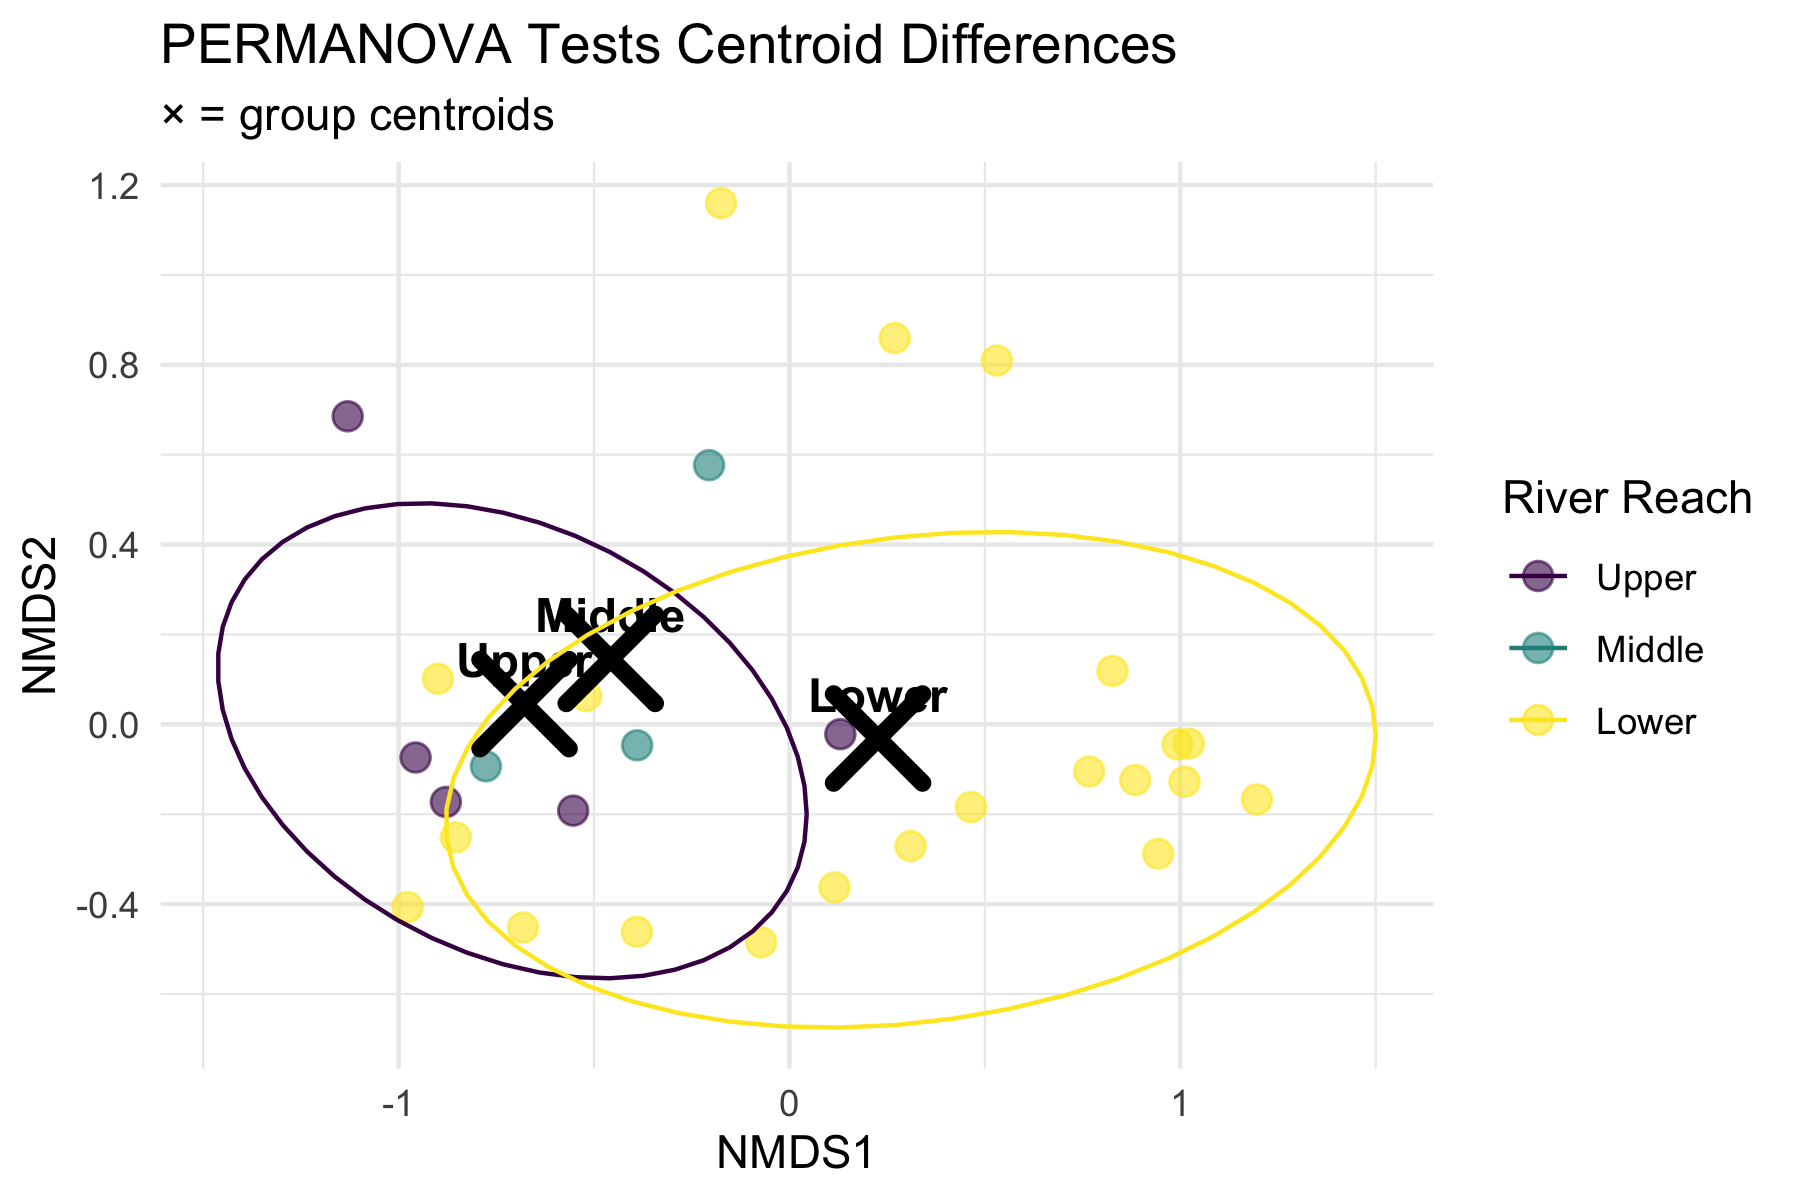 PERMANOVA Tests Centroid Differences
× = group centroids
1.2
0.8
0.4
0.0
-0.4
NMDS2
Middle
Upper
Lower
-1
0
1
NMDS1
River Reach
Upper
Middle
Lower